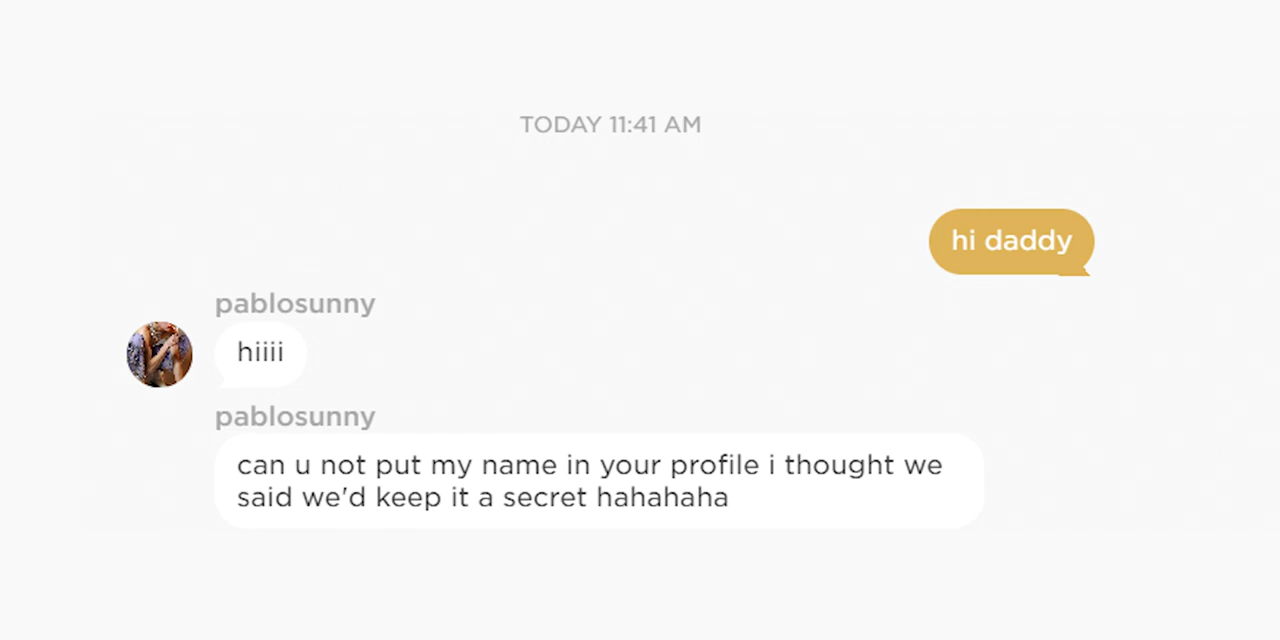 TODAY 11:41 AM
hi daddy
pablosunny
hiiii
pablosunny
can u not put my name in your profile i thought we
said we'd keep it a secret hahahaha